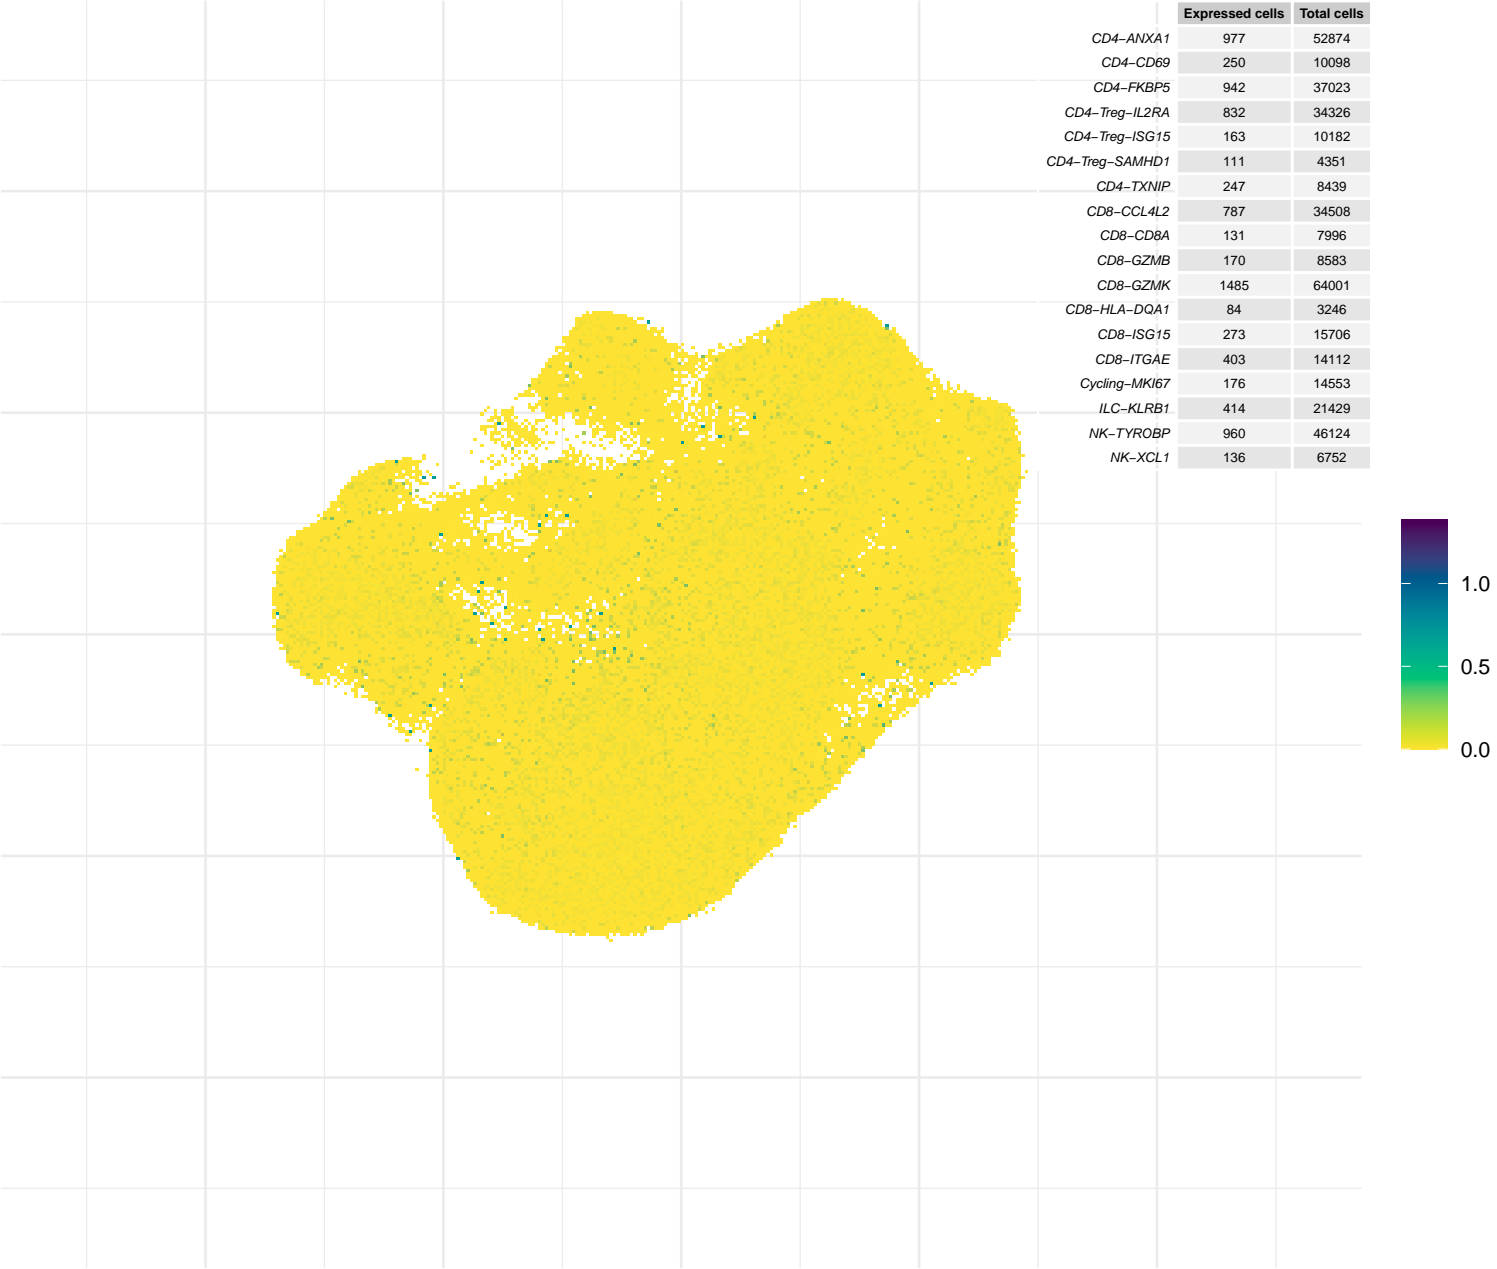 Expressed cells Total cells
CD4−ANXA1 977 52874
CD4−CD69 250 10098
CD4−FKBP5 942 37023
CD4−Treg−IL2RA 832 34326
CD4−Treg−ISG15 163 10182
CD4−Treg−SAMHD1 111 4351
CD4−TXNIP 247 8439
CD8−CCL4L2 787 34508
CD8−CD8A 131 7996
CD8−GZMB 170 8583
CD8−GZMK 1485 64001
CD8−HLA−DQA1 84 3246
CD8−ISG15 273 15706
CD8−ITGAE 403 14112
Cycling−MKI67 176 14553
ILC−KLRB1 414 21429
NK−TYROBP 960 46124
NK−XCL1 136 6752
1.0
0.5
0.0